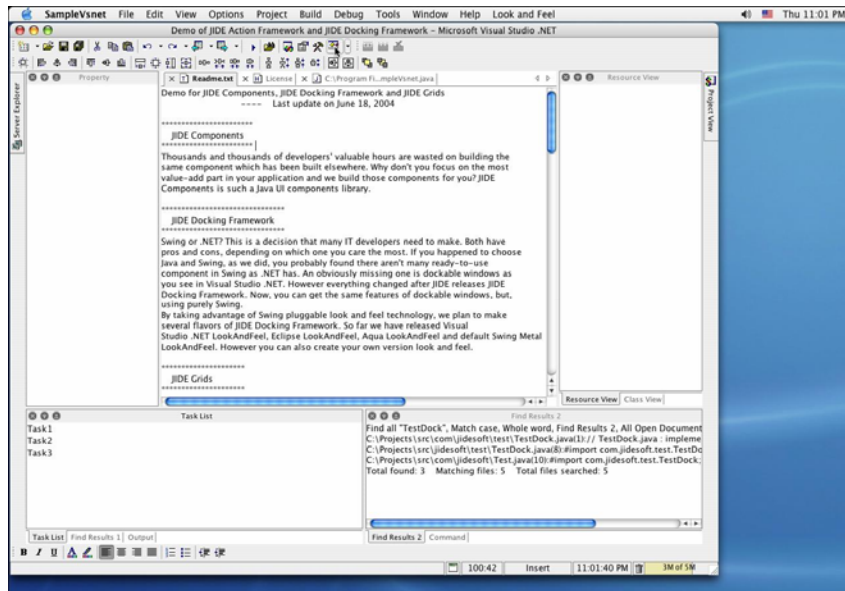 SampleVsnet File Edit View Options Project Build Debug Tools Window Help Look and Feel Thu 11:01 PM
Demo of JIDE Action Framework and JIDE Docking Framework - Microsoft Visual Studio .NET
Server Explorer
Property
Readme.txt License C:\Program Fi...mpleVsnet.java
Resource View
Project View
Demo for JIDE Components, JIDE Docking Framework and JIDE Grids
---- Last update on June 18, 2004
***********************
JIDE Components
***********************
Thousands and thousands of developers' valuable hours are wasted on building the
same component which has been built elsewhere. Why don't you focus on the most
value-add part in your application and we build those components for you? JIDE
Components is such a Java UI components library.
*******************************
JIDE Docking Framework
*******************************
Swing or .NET? This is a decision that many IT developers need to make. Both have
pros and cons, depending on which one you care the most. If you happened to choose
Java and Swing, as we did, you probably found there aren't many ready-to-use
component in Swing as .NET has. An obviously missing one is dockable windows as
you see in Visual Studio .NET. However everything changed after JIDE releases JIDE
Docking Framework. Now, you can get the same features of dockable windows, but,
using purely Swing.
By taking advantage of Swing pluggable look and feel technology, we plan to make
several flavors of JIDE Docking Framework. So far we have released Visual
Studio .NET LookAndFeel, Eclipse LookAndFeel, Aqua LookAndFeel and default Swing Metal
LookAndFeel. However you can also create your own version look and feel.
*********************
JIDE Grids
*********************
Resource View Class View
Task List
Task1
Task2
Task3
Task List Find Results 1 Output
Find Results 2
Find all "TestDock", Match case, Whole word, Find Results 2, All Open Document
C:\Projects\src\com\jidesoft\test\TestDock.java(1):// TestDock.java : impleme
C:\Projects\src\jidesoft\test\TestDock.java(8):#import com.jidesoft.test.TestDo
C:\Projects\src\com\jidesoft\Test.java(10):#import com.jidesoft.test.TestDock;
Total found: 3 Matching files: 5 Total files searched: 5
Find Results 2 Command
B I U A
100:42 Insert 11:01:40 PM 3M of 5M